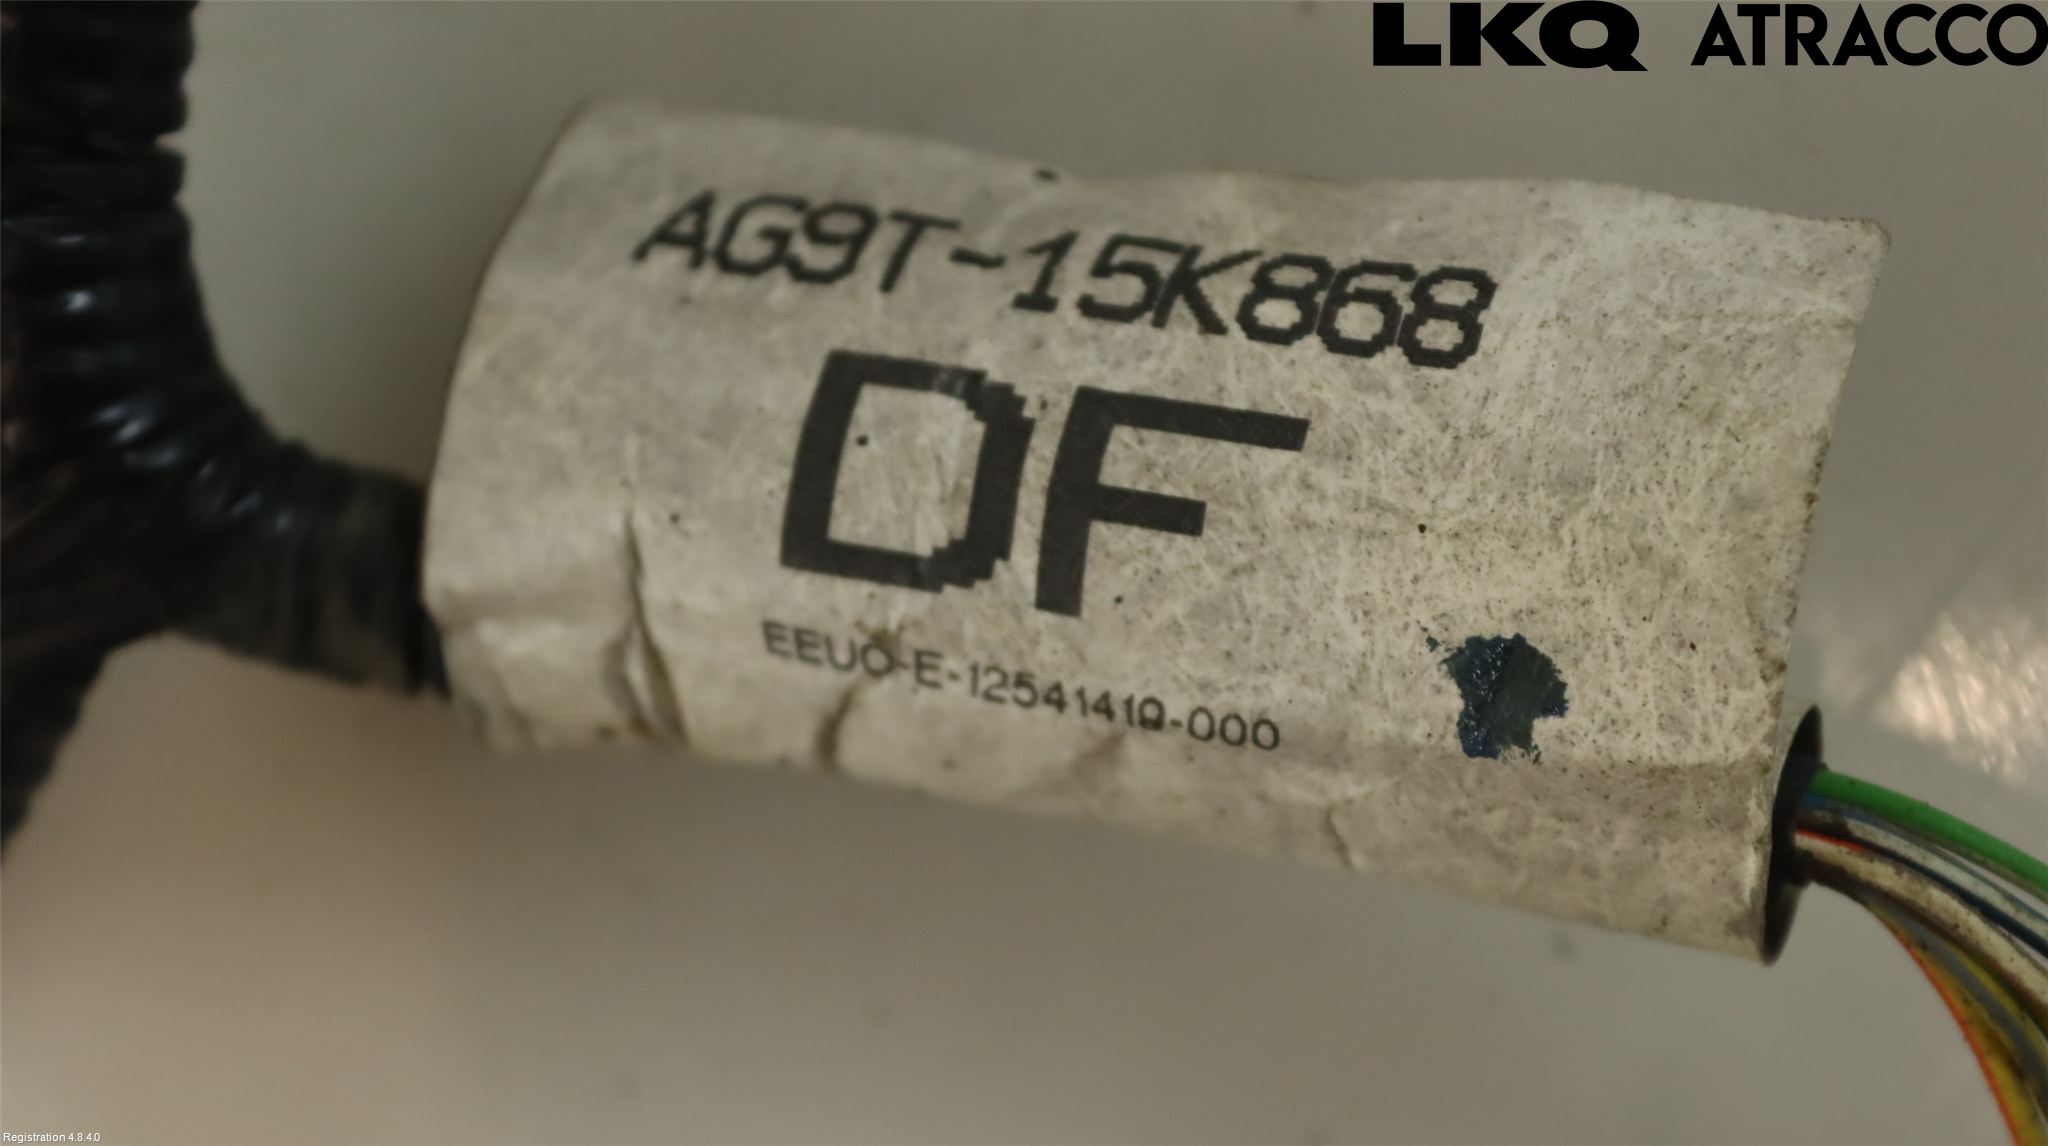 LKQ ATRACCO
AG9T-15K868
DF
EEUO-E-12541419-000
Registration 4.8.4.0